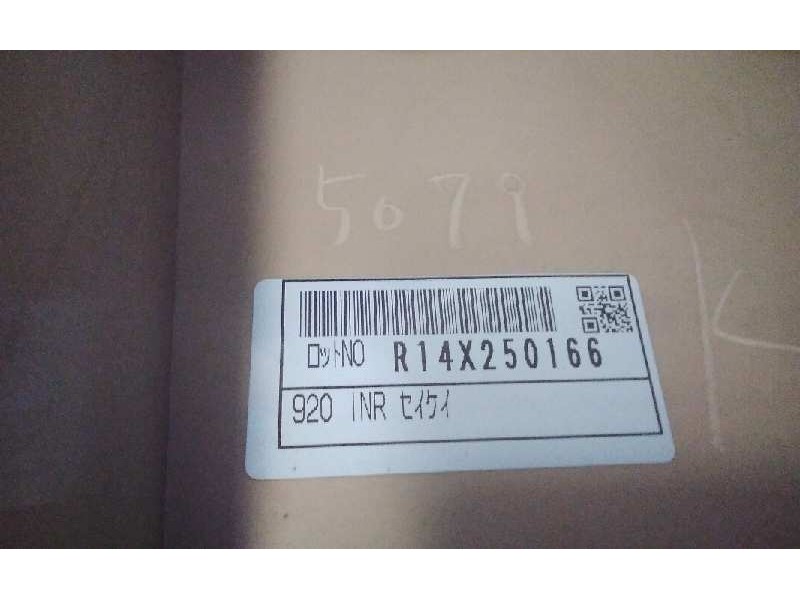 5079
K
ﾛｯﾄNO R14X250166
920 INR ｾｲｹｲ